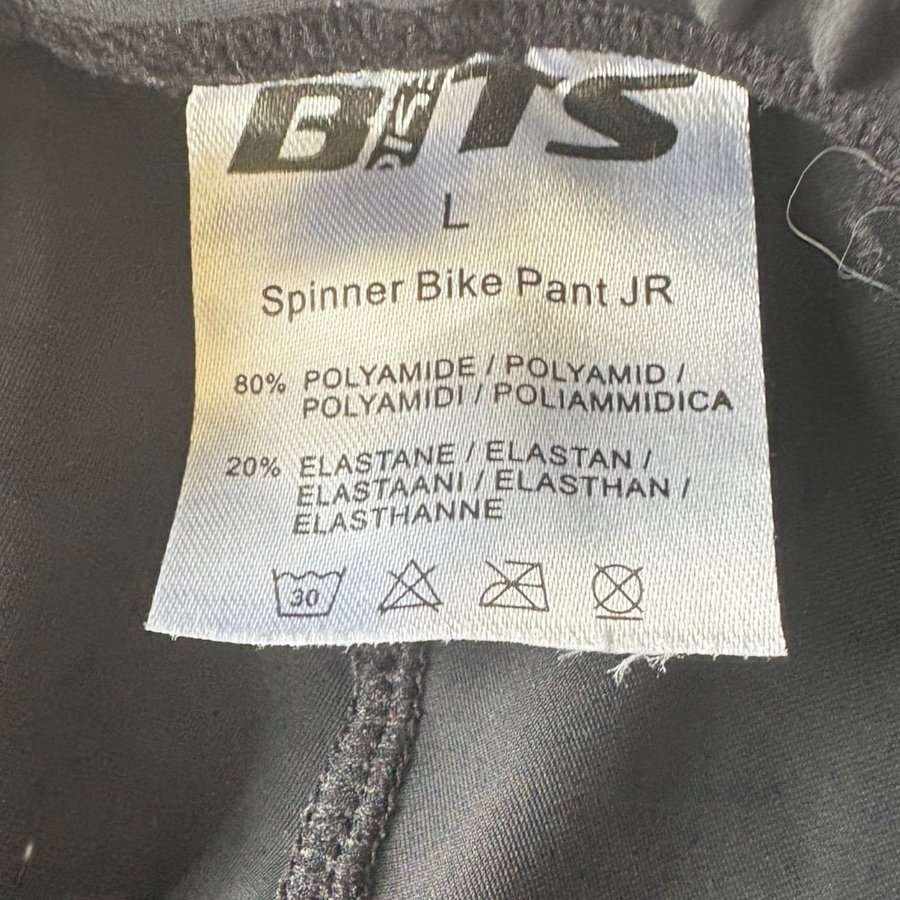 BITS
L
Spinner Bike Pant JR
80% POLYAMIDE / POLYAMID /
POLYAMIDI / POLIAMMIDICA
20% ELASTANE / ELASTAN /
ELASTAANI / ELASTHAN /
ELASTHANNE
30